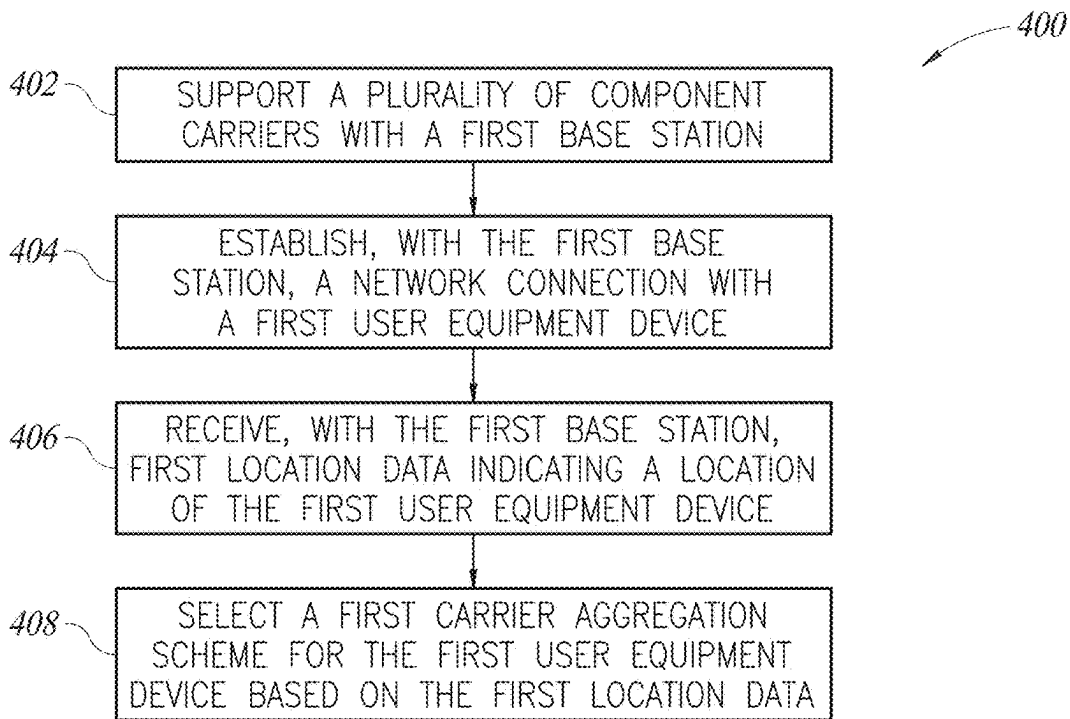 400
402
SUPPORT A PLURALITY OF COMPONENT
CARRIERS WITH A FIRST BASE STATION
404
ESTABLISH, WITH THE FIRST BASE
STATION, A NETWORK CONNECTION WITH
A FIRST USER EQUIPMENT DEVICE
406
RECEIVE, WITH THE FIRST BASE STATION,
FIRST LOCATION DATA INDICATING A LOCATION
OF THE FIRST USER EQUIPMENT DEVICE
408
SELECT A FIRST CARRIER AGGREGATION
SCHEME FOR THE FIRST USER EQUIPMENT
DEVICE BASED ON THE FIRST LOCATION DATA